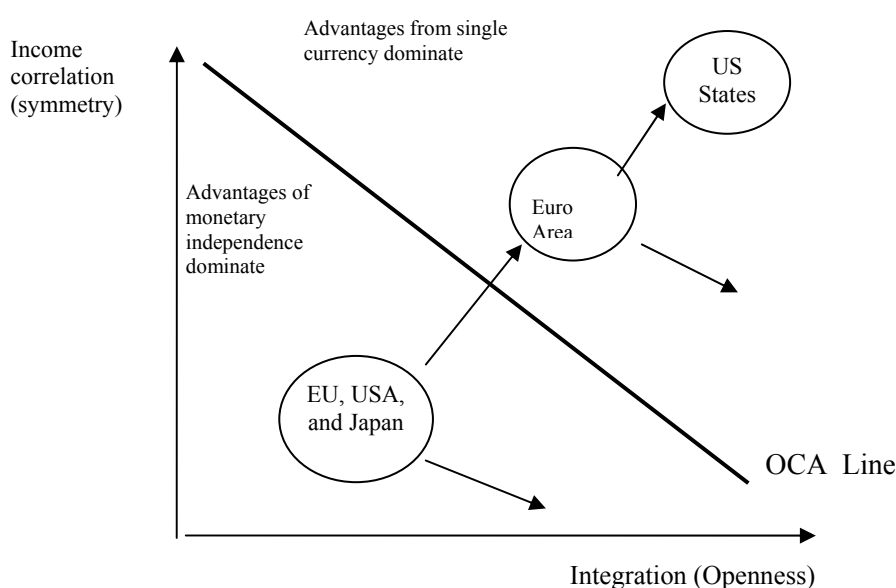 Advantages from single
currency dominate
Income
correlation
(symmetry)
US
States
Advantages of
monetary
independence
dominate
Euro
Area
EU, USA,
and Japan
OCA Line
Integration (Openness)